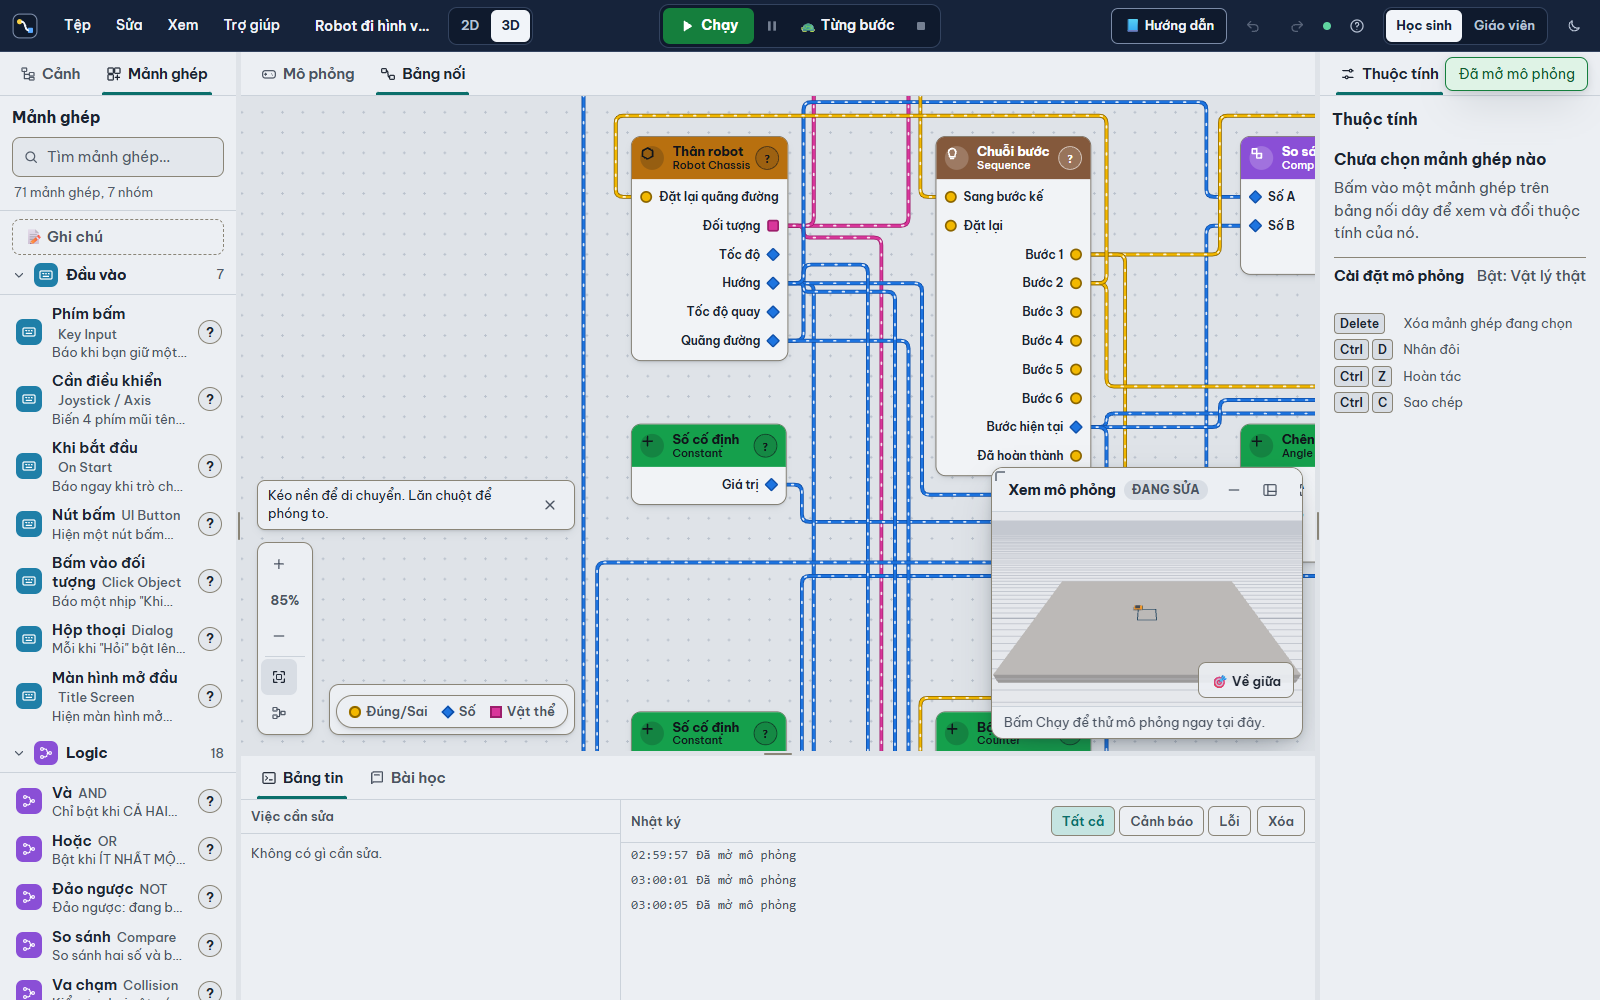 Tệp Sửa Xem Trợ giúp Robot đi hình v... 2D 3D Chạy Từng bước Hướng dẫn Học sinh Giáo viên
Cảnh Mảnh ghép
Mảnh ghép
Tìm mảnh ghép...
71 mảnh ghép, 7 nhóm
Ghi chú
Đầu vào 7
Phím bấm
Key Input
Báo khi bạn giữ một...
?
Cần điều khiển
Joystick / Axis
Biến 4 phím mũi tên...
?
Khi bắt đầu
On Start
Báo ngay khi trò ch...
?
Nút bấm UI Button
Hiện một nút bấm...
?
Bấm vào đối
tượng Click Object
Báo một nhịp "Khi...
?
Hộp thoại Dialog
Mỗi khi "Hỏi" bật lên...
?
Màn hình mở đầu
Title Screen
Hiện màn hình mở...
?
Logic 18
Và AND
Chỉ bật khi CẢ HAI...
?
Hoặc OR
Bật khi ÍT NHẤT MỘ...
?
Đảo ngược NOT
Đảo ngược: đang b...
?
So sánh Compare
So sánh hai số và b...
?
Va chạm Collision
?
Mô phỏng Bảng nối
Thân robot
Robot Chassis
?
Đặt lại quãng đường
Đối tượng
Tốc độ
Hướng
Tốc độ quay
Quãng đường
Chuỗi bước
Sequence
?
Sang bước kế
Đặt lại
Bước 1
Bước 2
Bước 3
Bước 4
Bước 5
Bước 6
Bước hiện tại
Đã hoàn thành
So sá
Comp
Số A
Số B
Số cố định
Constant
?
Giá trị
Chên
Angle
Số cố định
Constant
?
Counter
Kéo nền để di chuyển. Lăn chuột để
phóng to.
+
85%
−
Đúng/Sai Số Vật thể
Xem mô phỏng ĐANG SỬA
Về giữa
Bấm Chạy để thử mô phỏng ngay tại đây.
Bảng tin Bài học
Việc cần sửa
Không có gì cần sửa.
Nhật ký Tất cả Cảnh báo Lỗi Xóa
02:59:57 Đã mở mô phỏng
03:00:01 Đã mở mô phỏng
03:00:05 Đã mở mô phỏng
Thuộc tính Đã mở mô phỏng
Thuộc tính
Chưa chọn mảnh ghép nào
Bấm vào một mảnh ghép trên
bảng nối dây để xem và đổi thuộc
tính của nó.
Cài đặt mô phỏng Bật: Vật lý thật
Delete Xóa mảnh ghép đang chọn
Ctrl D Nhân đôi
Ctrl Z Hoàn tác
Ctrl C Sao chép